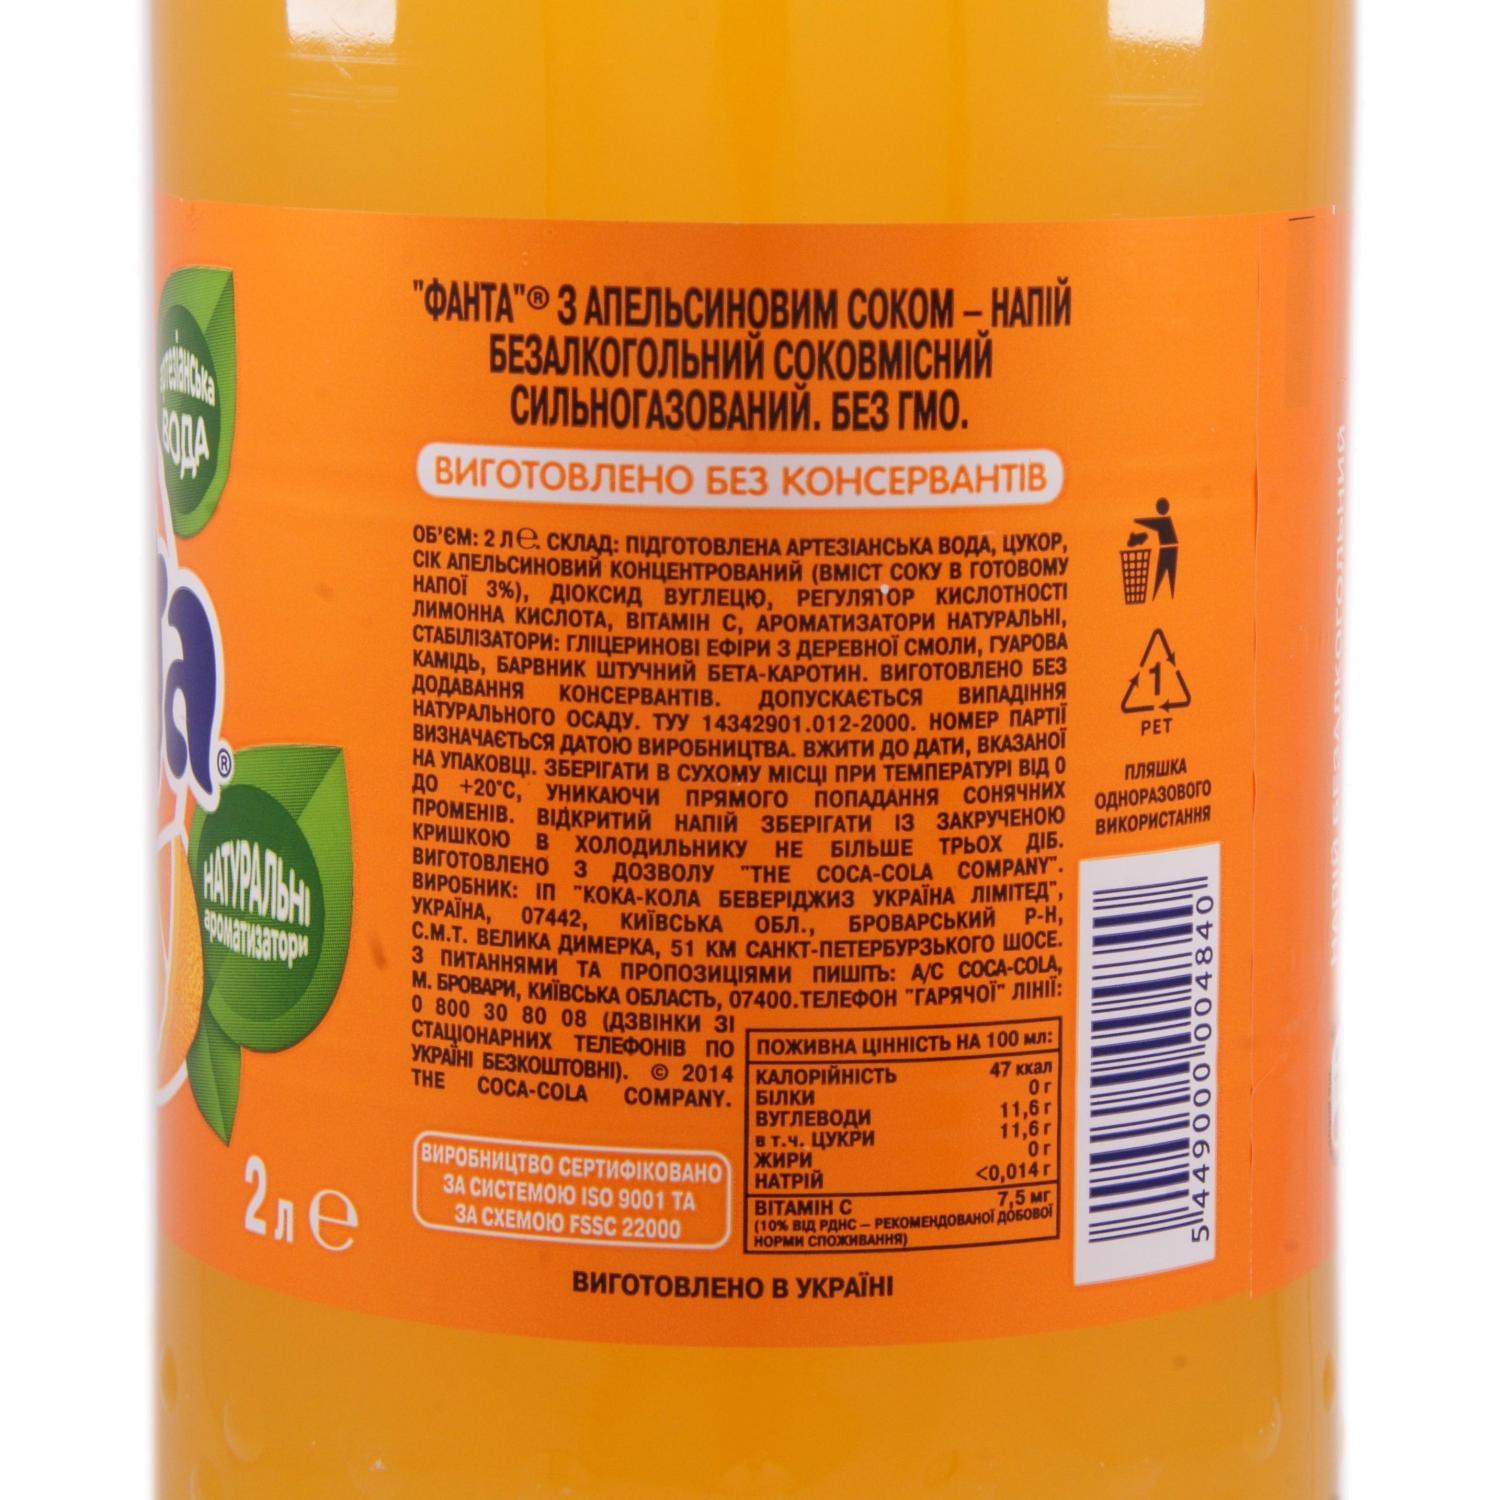 "ФАНТА"® З АПЕЛЬСИНОВИМ СОКОМ – НАПІЙ
БЕЗАЛКОГОЛЬНИЙ СОКОВМІСНИЙ
СИЛЬНОГАЗОВАНИЙ. БЕЗ ГМО.
ВИГОТОВЛЕНО БЕЗ КОНСЕРВАНТІВ
ОБ'ЄМ: 2 Л℮. СКЛАД: ПІДГОТОВЛЕНА АРТЕЗІАНСЬКА ВОДА, ЦУКОР,
СІК АПЕЛЬСИНОВИЙ КОНЦЕНТРОВАНИЙ (ВМІСТ СОКУ В ГОТОВОМУ
НАПОЇ 3%), ДІОКСИД ВУГЛЕЦЮ, РЕГУЛЯТОР КИСЛОТНОСТІ
ЛИМОННА КИСЛОТА, ВІТАМІН С, АРОМАТИЗАТОРИ НАТУРАЛЬНІ,
СТАБІЛІЗАТОРИ: ГЛІЦЕРИНОВІ ЕФІРИ З ДЕРЕВНОЇ СМОЛИ, ГУАРОВА
КАМІДЬ, БАРВНИК ШТУЧНИЙ БЕТА-КАРОТИН. ВИГОТОВЛЕНО БЕЗ
ДОДАВАННЯ КОНСЕРВАНТІВ. ДОПУСКАЄТЬСЯ ВИПАДІННЯ
НАТУРАЛЬНОГО ОСАДУ. ТУУ 14342901.012-2000. НОМЕР ПАРТІЇ
ВИЗНАЧАЄТЬСЯ ДАТОЮ ВИРОБНИЦТВА. ВЖИТИ ДО ДАТИ, ВКАЗАНОЇ
НА УПАКОВЦІ. ЗБЕРІГАТИ В СУХОМУ МІСЦІ ПРИ ТЕМПЕРАТУРІ ВІД 0
ДО +20°С, УНИКАЮЧИ ПРЯМОГО ПОПАДАННЯ СОНЯЧНИХ
ПРОМЕНІВ. ВІДКРИТИЙ НАПІЙ ЗБЕРІГАТИ ІЗ ЗАКРУЧЕНОЮ
КРИШКОЮ В ХОЛОДИЛЬНИКУ НЕ БІЛЬШЕ ТРЬОХ ДІБ.
ВИГОТОВЛЕНО З ДОЗВОЛУ "THE COCA-COLA COMPANY".
ВИРОБНИК: ІП "КОКА-КОЛА БЕВЕРІДЖИЗ УКРАЇНА ЛІМІТЕД",
УКРАЇНА, 07442, КИЇВСЬКА ОБЛ., БРОВАРСЬКИЙ Р-Н,
С.М.Т. ВЕЛИКА ДИМЕРКА, 51 КМ САНКТ-ПЕТЕРБУРЗЬКОГО ШОСЕ.
З ПИТАННЯМИ ТА ПРОПОЗИЦІЯМИ ПИШІТЬ: А/С COCA-COLA,
М. БРОВАРИ, КИЇВСЬКА ОБЛАСТЬ, 07400.ТЕЛЕФОН "ГАРЯЧОЇ" ЛІНІЇ:
0 800 30 80 08 (ДЗВІНКИ ЗІ
СТАЦІОНАРНИХ ТЕЛЕФОНІВ ПО
УКРАЇНІ БЕЗКОШТОВНІ). © 2014
THE COCA-COLA COMPANY.
ПОЖИВНА ЦІННІСТЬ НА 100 мл:
КАЛОРІЙНІСТЬ 47 ккал
БІЛКИ 0 г
ВУГЛЕВОДИ 11,6 г
в т.ч. ЦУКРИ 11,6 г
ЖИРИ 0 г
НАТРІЙ <0,014 г
ВІТАМІН С 7,5 мг
(10% ВІД РДНС – РЕКОМЕНДОВАНОЇ ДОБОВОЇ
НОРМИ СПОЖИВАННЯ)
ВИРОБНИЦТВО СЕРТИФІКОВАНО
ЗА СИСТЕМОЮ ISO 9001 ТА
ЗА СХЕМОЮ FSSC 22000
ВИГОТОВЛЕНО В УКРАЇНІ
ВОДА
®
НАТУРАЛЬНІ
ароматизатори
2 л ℮
1
PET
ПЛЯШКА
ОДНОРАЗОВОГО
ВИКОРИСТАННЯ
5 449000 004840
НАПІЙ БЕЗАЛКОГОЛЬНИЙ